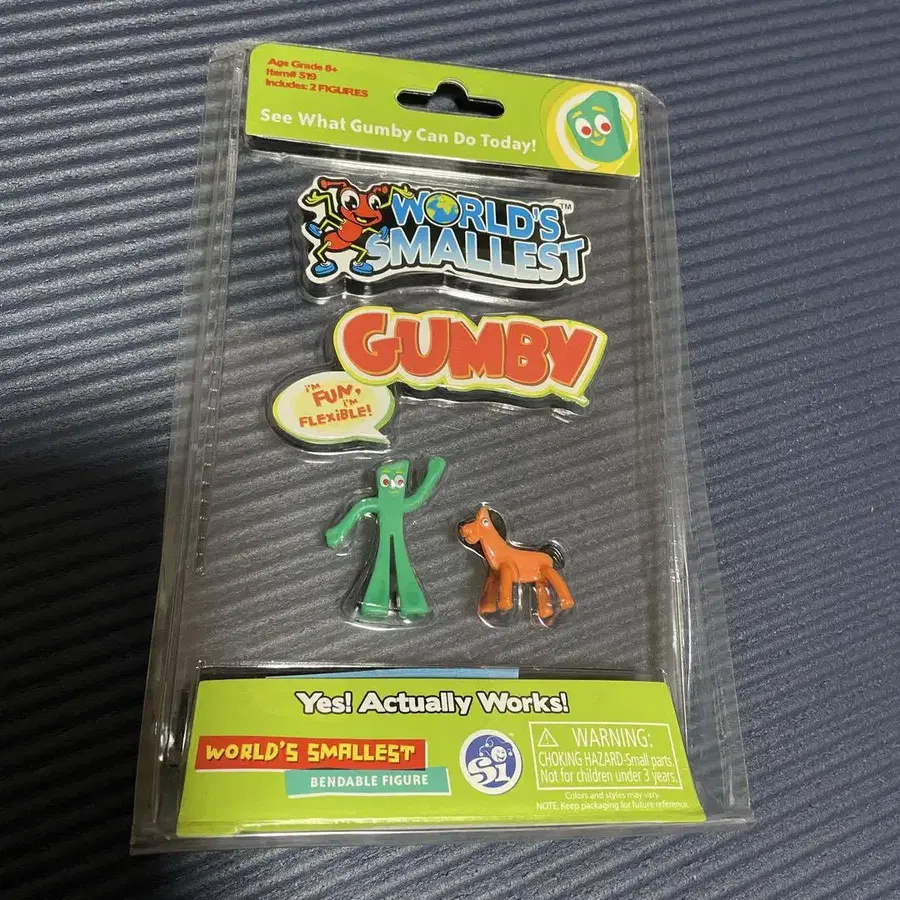 Age Grade 8+
Item# 519
Includes: 2 FIGURES
See What Gumby Can Do Today!
WORLD'S
SMALLEST™
GUMBY
i'M
FUN,
i'M
FLEXiBLE!
Yes! Actually Works!
WORLD'S SMALLEST
BENDABLE FIGURE
Si
WARNING:
CHOKING HAZARD-Small parts.
Not for children under 3 years.
Colors and styles may vary.
NOTE: Keep packaging for future reference.